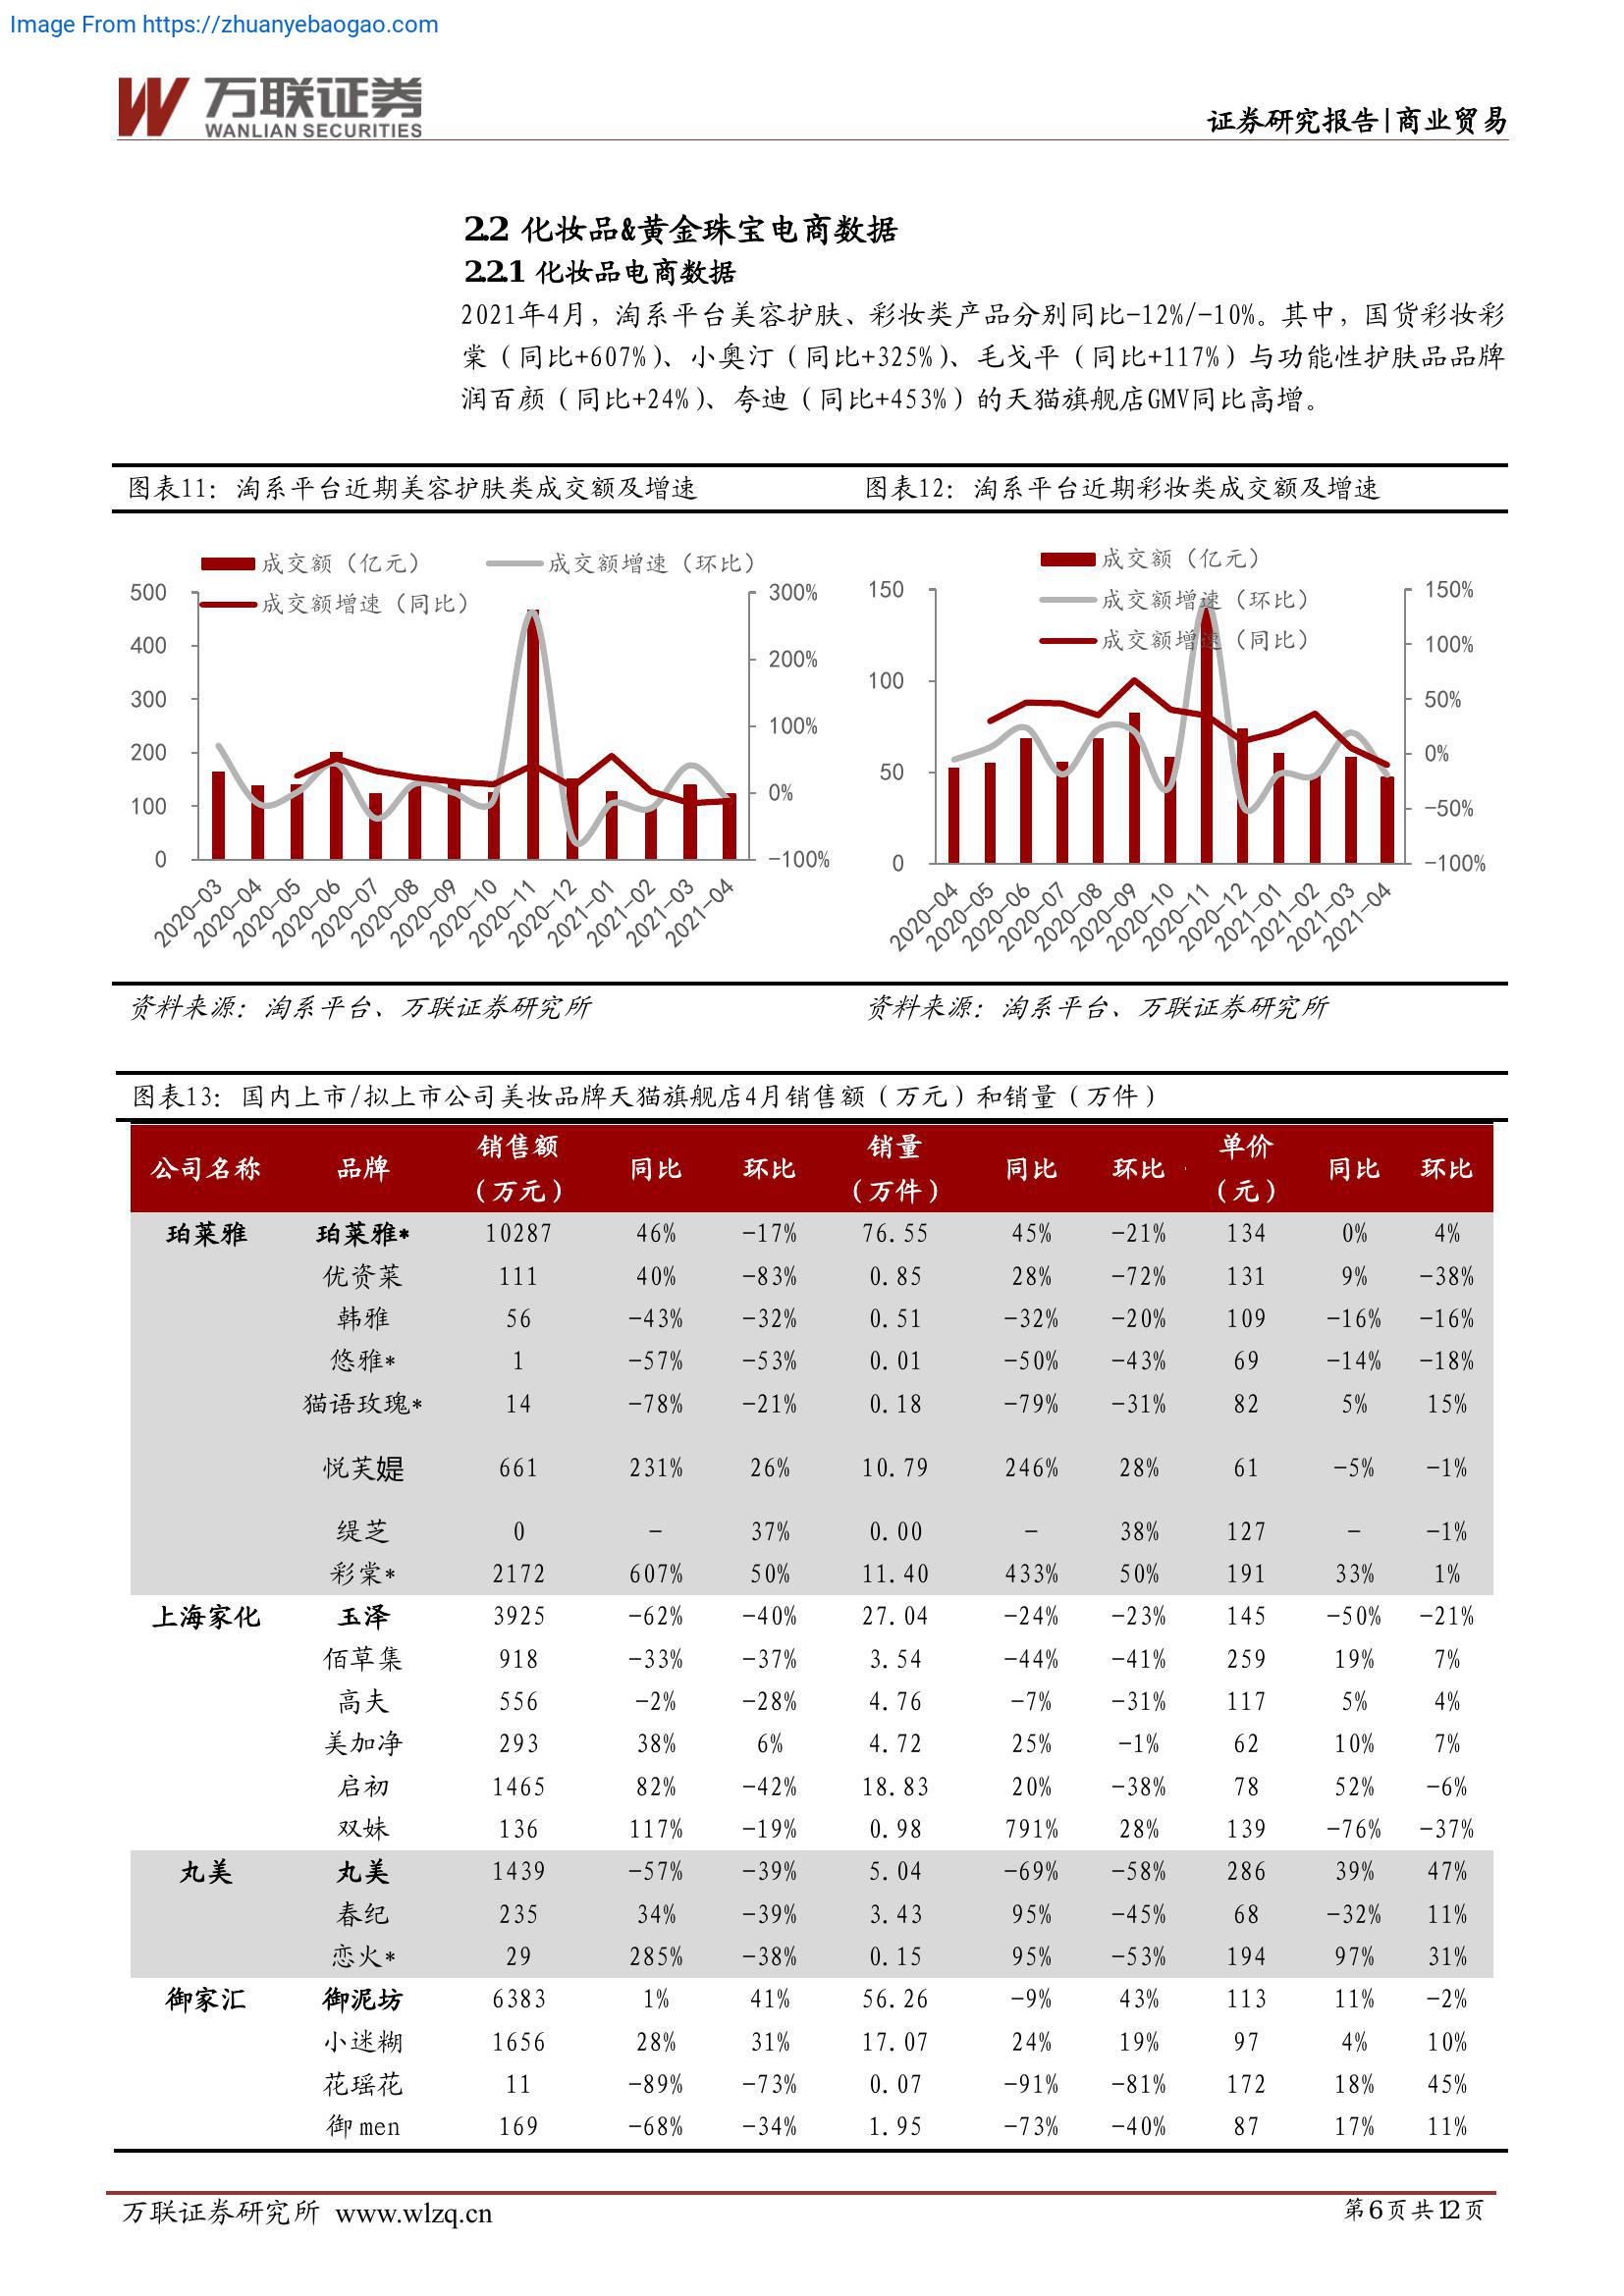 Image From https://zhuanyebaogao.com
万联证券
WANLIAN SECURITIES
证券研究报告|商业贸易
2.2 化妆品&黄金珠宝电商数据
2.2.1 化妆品电商数据
2021年4月，淘系平台美容护肤、彩妆类产品分别同比-12%/-10%。其中，国货彩妆彩
棠（同比+607%）、小奥汀（同比+325%）、毛戈平（同比+117%）与功能性护肤品品牌
润百颜（同比+24%）、夸迪（同比+453%）的天猫旗舰店GMV同比高增。
图表11：淘系平台近期美容护肤类成交额及增速
成交额（亿元） 成交额增速（环比）
成交额增速（同比）
500 300%
400 200%
300 100%
200 0%
100 -100%
0
2020-03 2020-04 2020-05 2020-06 2020-07 2020-08 2020-09 2020-10 2020-11 2020-12 2021-01 2021-02 2021-03 2021-04
资料来源：淘系平台、万联证券研究所
图表12：淘系平台近期彩妆类成交额及增速
成交额（亿元）
成交额增速（环比）
成交额增速（同比）
150 150%
100 100%
50 50%
0 0%
-50%
-100%
2020-04 2020-05 2020-06 2020-07 2020-08 2020-09 2020-10 2020-11 2020-12 2021-01 2021-02 2021-03 2021-04
资料来源：淘系平台、万联证券研究所
图表13：国内上市/拟上市公司美妆品牌天猫旗舰店4月销售额（万元）和销量（万件）
公司名称 品牌 销售额（万元） 同比 环比 销量（万件） 同比 环比 单价（元） 同比 环比
珀莱雅 珀莱雅* 10287 46% -17% 76.55 45% -21% 134 0% 4%
优资莱 111 40% -83% 0.85 28% -72% 131 9% -38%
韩雅 56 -43% -32% 0.51 -32% -20% 109 -16% -16%
悠雅* 1 -57% -53% 0.01 -50% -43% 69 -14% -18%
猫语玫瑰* 14 -78% -21% 0.18 -79% -31% 82 5% 15%
悦芙媞 661 231% 26% 10.79 246% 28% 61 -5% -1%
缇芝 0 - 37% 0.00 - 38% 127 - -1%
彩棠* 2172 607% 50% 11.40 433% 50% 191 33% 1%
上海家化 玉泽 3925 -62% -40% 27.04 -24% -23% 145 -50% -21%
佰草集 918 -33% -37% 3.54 -44% -41% 259 19% 7%
高夫 556 -2% -28% 4.76 -7% -31% 117 5% 4%
美加净 293 38% 6% 4.72 25% -1% 62 10% 7%
启初 1465 82% -42% 18.83 20% -38% 78 52% -6%
双妹 136 117% -19% 0.98 791% 28% 139 -76% -37%
丸美 丸美 1439 -57% -39% 5.04 -69% -58% 286 39% 47%
春纪 235 34% -39% 3.43 95% -45% 68 -32% 11%
恋火* 29 285% -38% 0.15 95% -53% 194 97% 31%
御家汇 御泥坊 6383 1% 41% 56.26 -9% 43% 113 11% -2%
小迷糊 1656 28% 31% 17.07 24% 19% 97 4% 10%
花瑶花 11 -89% -73% 0.07 -91% -81% 172 18% 45%
御men 169 -68% -34% 1.95 -73% -40% 87 17% 11%
万联证券研究所 www.wlzq.cn
第6页共12页